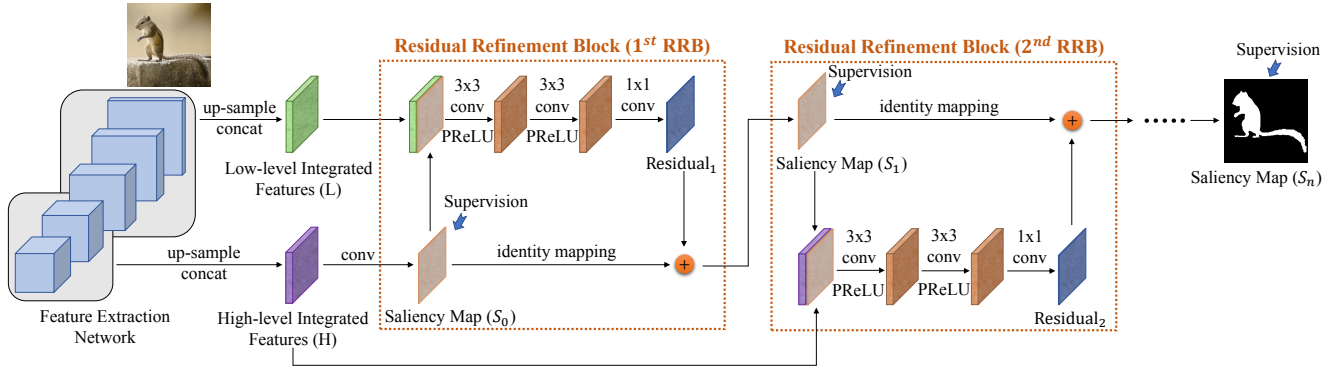 Residual Refinement Block (1st RRB)
Residual Refinement Block (2nd RRB)
Supervision
Supervision
up-sample
concat
3x3
conv
PReLU
3x3
conv
PReLU
1x1
conv
identity mapping
Residual1
Saliency Map (S1)
Saliency Map (Sn)
Low-level Integrated
Features (L)
Supervision
up-sample
concat
conv
identity mapping
3x3
conv
PReLU
3x3
conv
PReLU
1x1
conv
Feature Extraction
Network
High-level Integrated
Features (H)
Saliency Map (S0)
Residual2